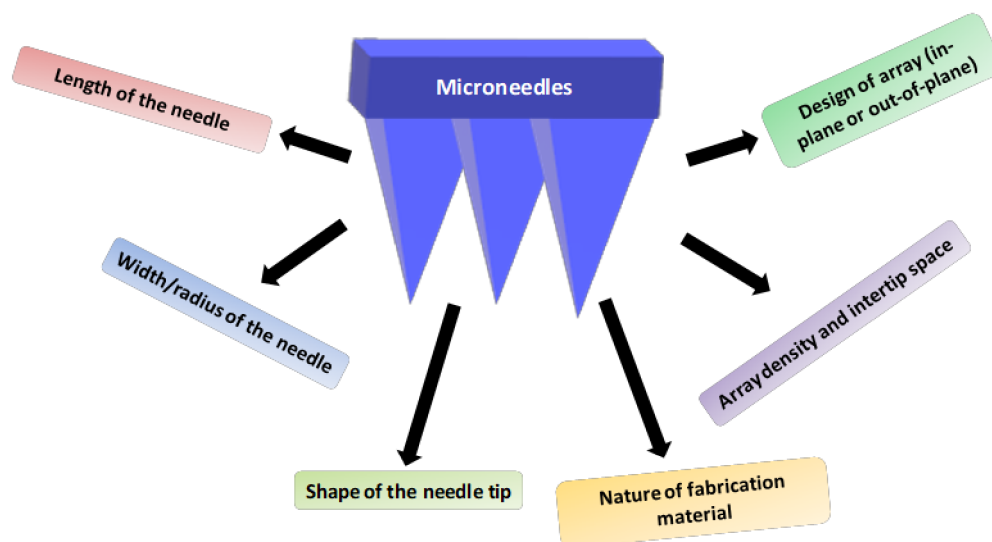 Microneedles
Length of the
needle
Width/radius of the needle
Shape of the needle tip
Nature of fabrication
material
Array density and intertip space
Design of array (in-
plane or out-of-plane)